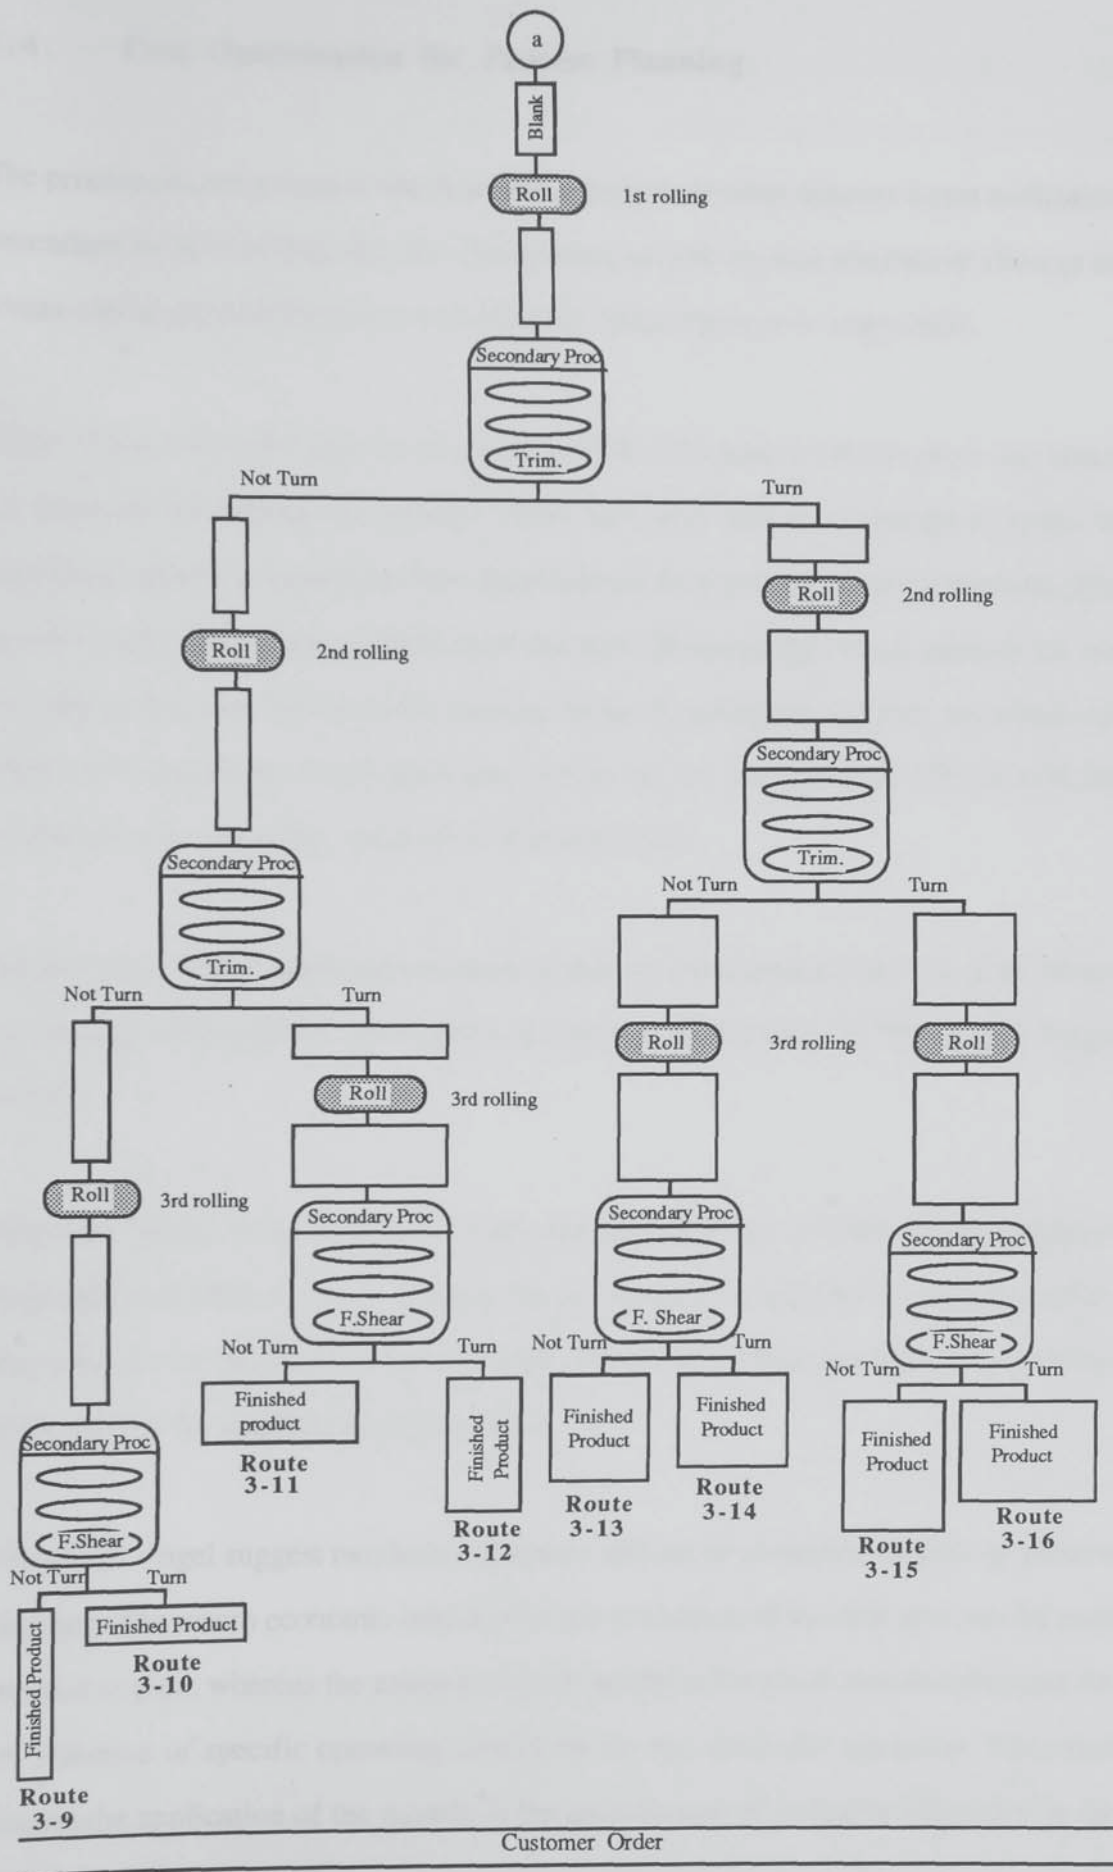 a
Blank
Roll 1st rolling
Secondary Proc
Trim.
Not Turn Turn
Roll 2nd rolling
Roll 2nd rolling
Secondary Proc
Trim.
Secondary Proc
Trim.
Not Turn Turn
Not Turn Turn
Roll 3rd rolling Roll
Roll 3rd rolling
Roll 3rd rolling
Secondary Proc
F.Shear
Not Turn Turn
Secondary Proc
F. Shear
Not Turn Turn
Secondary Proc
F.Shear
Not Turn Turn
Finished
product
Route
3-11
Finished
Product
Route
3-12
Finished
Product
Route
3-13
Finished
Product
Route
3-14
Finished
Product
Route
3-15
Finished
Product
Route
3-16
Secondary Proc
F.Shear
Not Turn Turn
Finished Product
Route
3-9
Finished Product
Route
3-10
Customer Order